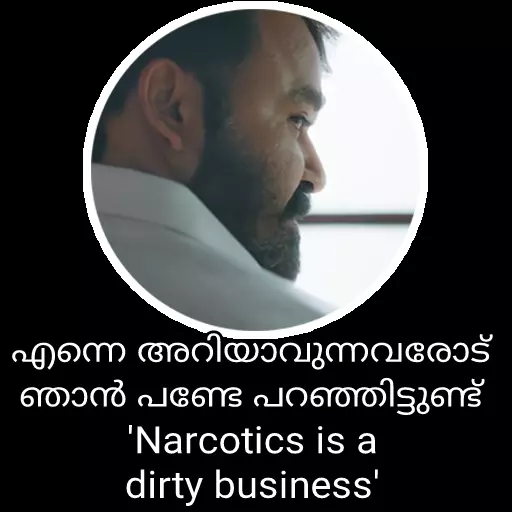 എന്നെ അറിയാവുന്നവരോട്
ഞാൻ പണ്ടേ പറഞ്ഞിട്ടുണ്ട്
'Narcotics is a
dirty business'